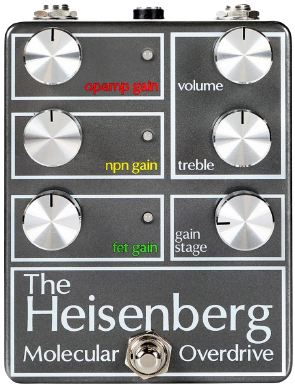 opamp gain
volume
npn gain
treble
fet gain
gain
stage
The
Heisenberg
Molecular Overdrive